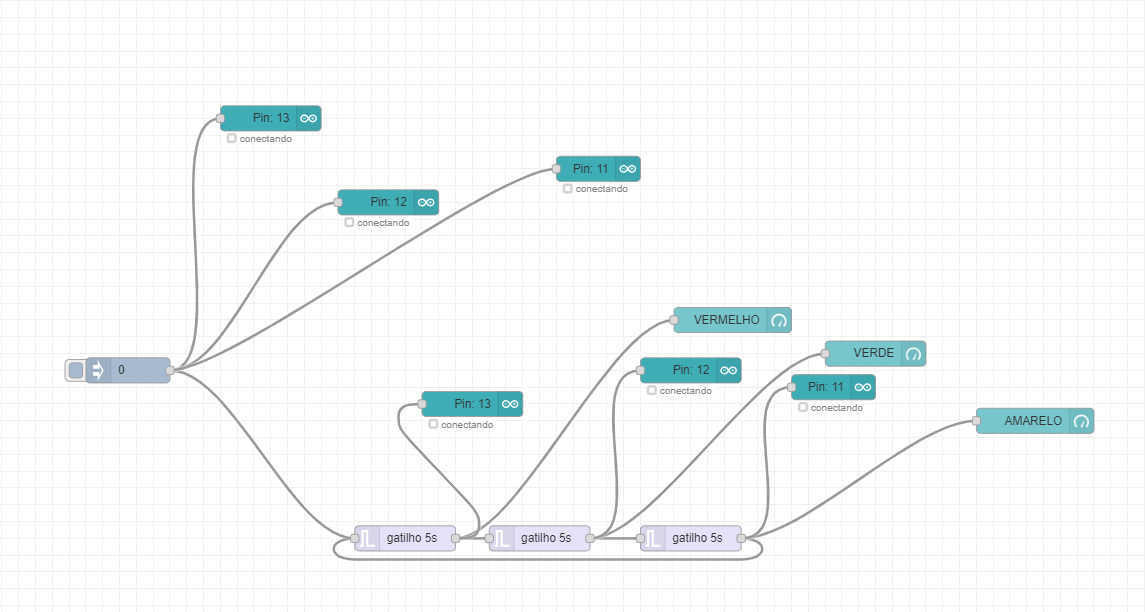 Pin: 13
conectando
Pin: 11
conectando
Pin: 12
conectando
VERMELHO
VERDE
0
Pin: 12
conectando
Pin: 11
conectando
Pin: 13
conectando
AMARELO
gatilho 5s
gatilho 5s
gatilho 5s